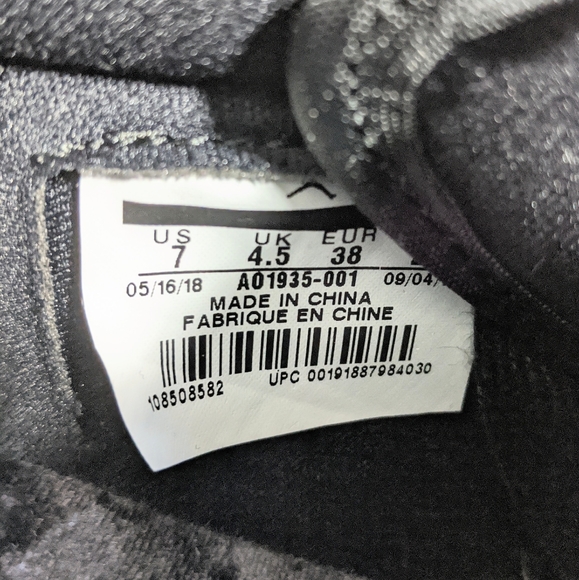 US UK EUR
7 4.5 38
05/16/18 AO1935-001 09/04/
MADE IN CHINA
FABRIQUE EN CHINE
108508582 UPC 00191887984030